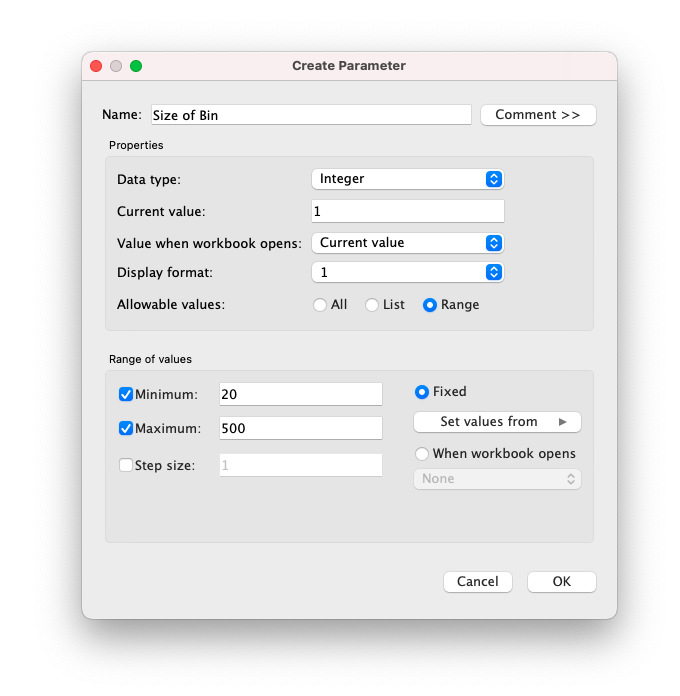 Create Parameter
Name: Size of Bin Comment >>
Properties
Data type: Integer
Current value: 1
Value when workbook opens: Current value
Display format: 1
Allowable values: All List Range
Range of values
Minimum: 20 Fixed
Maximum: 500 Set values from
Step size: 1 When workbook opens
None
Cancel OK